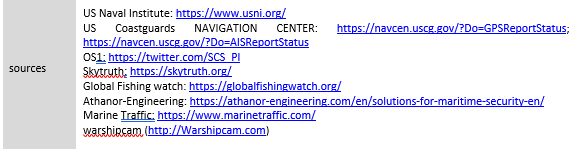 US Naval Institute: https://www.usni.org/
US Coastguards NAVIGATION CENTER: https://navcen.uscg.gov/?Do=GPSReportStatus;
https://navcen.uscg.gov/?Do=AISReportStatus
OS1: https://twitter.com/SCS_PI
sources
Skytruth: https://skytruth.org/
Global Fishing watch: https://globalfishingwatch.org/
Athanor-Engineering: https://athanor-engineering.com/en/solutions-for-maritime-security-en/
Marine Traffic: https://www.marinetraffic.com/
warshipcam (http://Warshipcam.com)